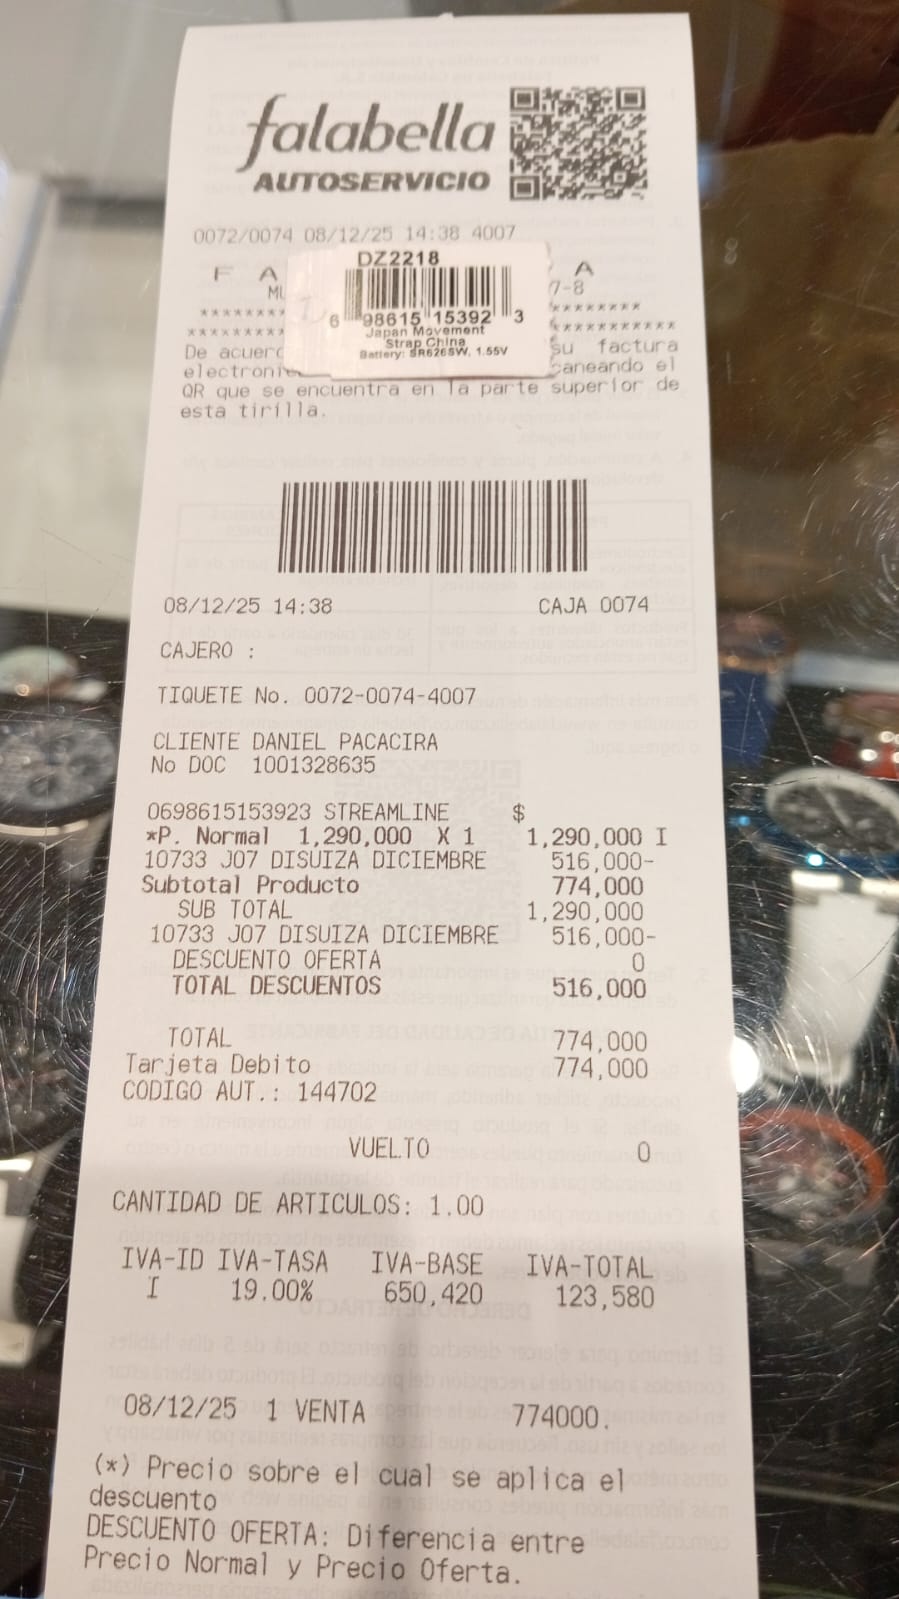 falabella
AUTOSERVICIO
0072/0074 08/12/25 14:38 4007
DZ2218
F A A
7-8
6 98615 15392 3
Japan Movement
Strap China
Battery: SR626SW, 1.55V
********
********
*********
***********
De su factura
caneando el
QR que se encuentra en la parte superior de
esta tirilla.
08/12/25 14:38 CAJA 0074
CAJERO :
TIQUETE No. 0072-0074-4007
CLIENTE DANIEL PACACIRA
No DOC 1001328635
0698615153923 STREAMLINE $
*P. Normal 1,290,000 X 1 1,290,000 I
10733 J07 DISUIZA DICIEMBRE 516,000-
Subtotal Producto 774,000
SUB TOTAL 1,290,000
10733 J07 DISUIZA DICIEMBRE 516,000-
DESCUENTO OFERTA 0
TOTAL DESCUENTOS 516,000
TOTAL 774,000
Tarjeta Debito 774,000
CODIGO AUT.: 144702
VUELTO 0
CANTIDAD DE ARTICULOS: 1.00
IVA-ID IVA-TASA IVA-BASE IVA-TOTAL
I 19.00% 650,420 123,580
08/12/25 1 VENTA 774000.
(*) Precio sobre el cual se aplica el
descuento
DESCUENTO OFERTA: Diferencia entre
Precio Normal y Precio Oferta.